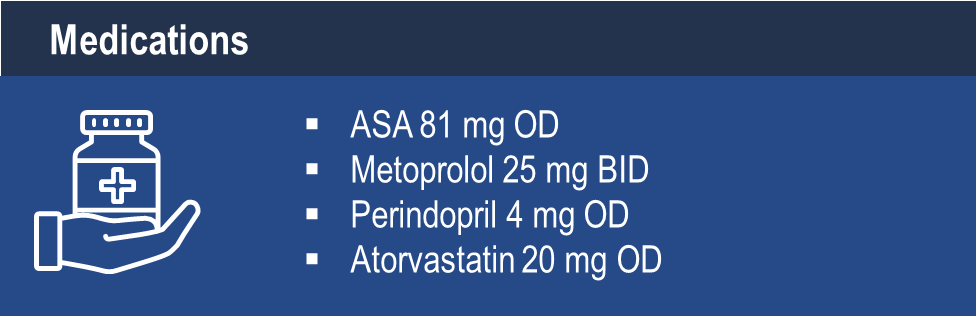 Medications
▪ ASA 81 mg OD
▪ Metoprolol 25 mg BID
▪ Perindopril 4 mg OD
▪ Atorvastatin 20 mg OD